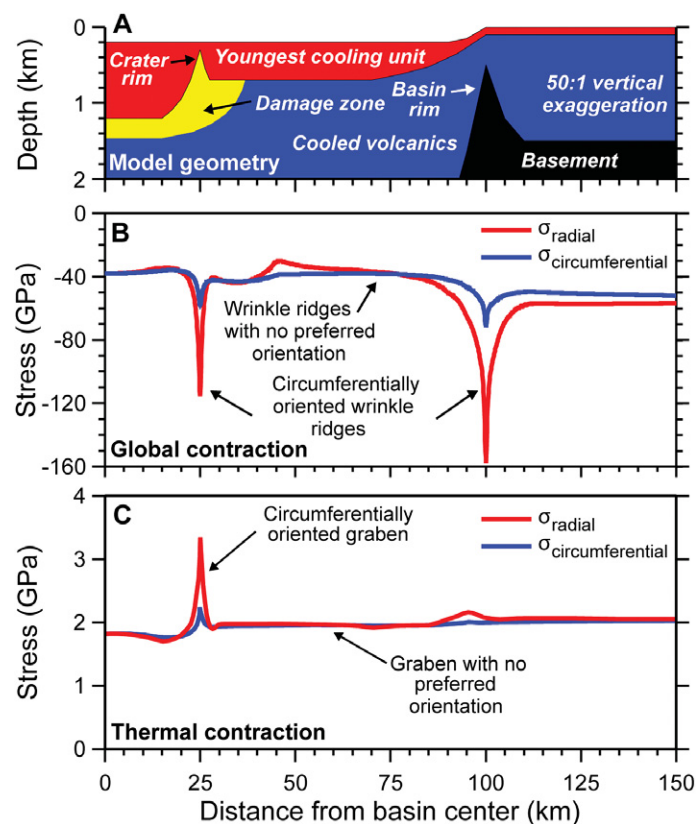 A
0
Depth (km)
1
2
Crater
rim
Youngest cooling unit
Damage zone
Basin
rim
50:1 vertical
exaggeration
Cooled volcanics
Model geometry
Basement
B
0
-40
-80
-120
-160
Stress (GPa)
σradial
σcircumferential
Wrinkle ridges
with no preferred
orientation
Circumferentially
oriented wrinkle
ridges
Global contraction
C
4
3
2
1
0
Stress (GPa)
Circumferentially
oriented graben
σradial
σcircumferential
Graben with no
preferred
orientation
Thermal contraction
0 25 50 75 100 125 150
Distance from basin center (km)